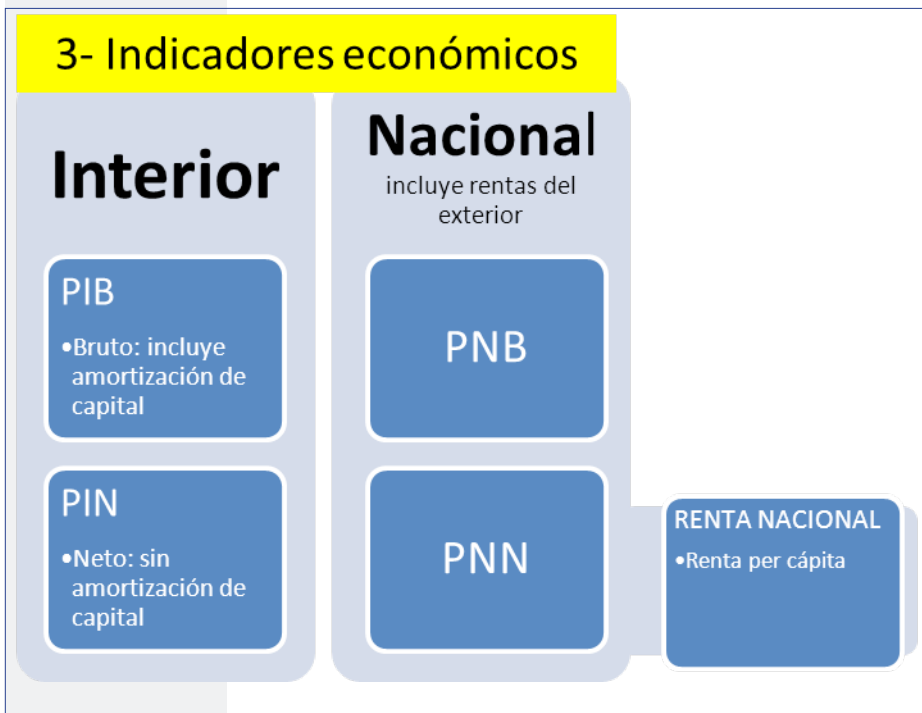 3- Indicadores económicos
Interior
PIB
•Bruto: incluye
amortización de
capital
PIN
•Neto: sin
amortización de
capital
Nacional
incluye rentas del
exterior
PNB
PNN
RENTA NACIONAL
•Renta per cápita